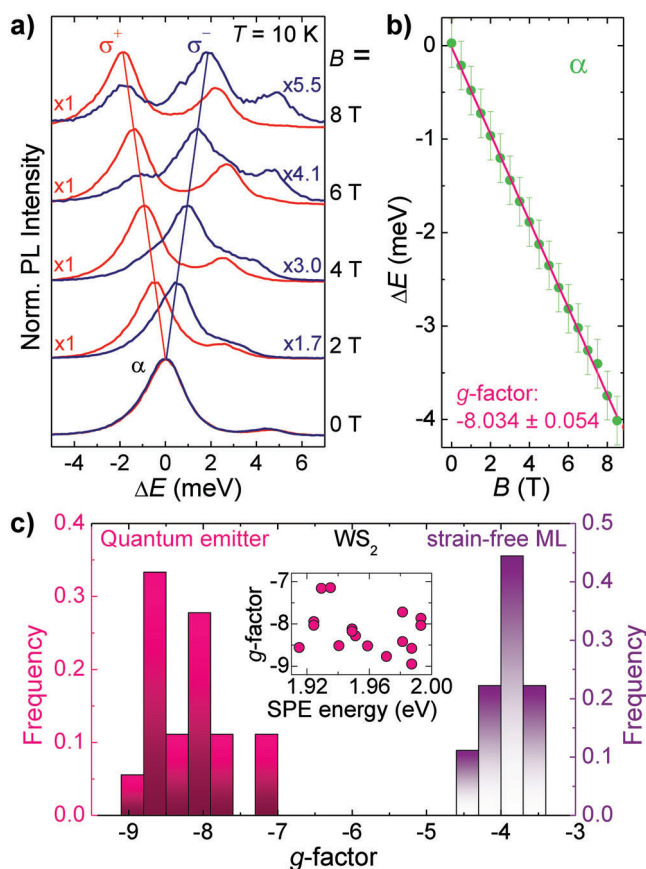 a)
σ⁺ σ⁻ T = 10 K B =
x1 x5.5 8 T
x1 x4.1 6 T
x1 x3.0 4 T
x1 x1.7 2 T
α 0 T
Norm. PL Intensity
-4 -2 0 2 4 6
ΔE (meV)
b)
α
0
-1
-2
-3
-4
ΔE (meV)
g-factor:
-8.034 ± 0.054
0 2 4 6 8
B (T)
c)
Quantum emitter WS₂ strain-free ML
0.4
0.3
0.2
0.1
0.0
Frequency
-7
-8
-9
g-factor
1.92 1.96 2.00
SPE energy (eV)
0.5
0.4
0.3
0.2
0.1
0.0
Frequency
-9 -8 -7 -6 -5 -4 -3
g-factor